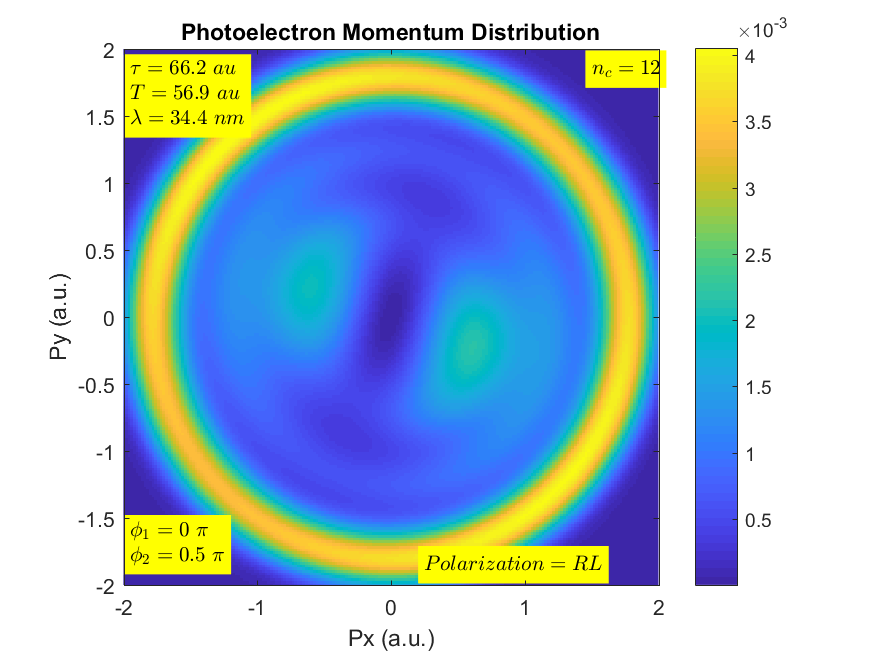 Photoelectron Momentum Distribution
×10⁻³
τ = 66.2 au
T = 56.9 au
λ = 34.4 nm
n_c = 12
2
1.5
1
0.5
0
-0.5
-1
-1.5
-2
Py (a.u.)
ϕ₁ = 0 π
ϕ₂ = 0.5 π
Polarization = RL
-2
-1
0
1
2
Px (a.u.)
4
3.5
3
2.5
2
1.5
1
0.5